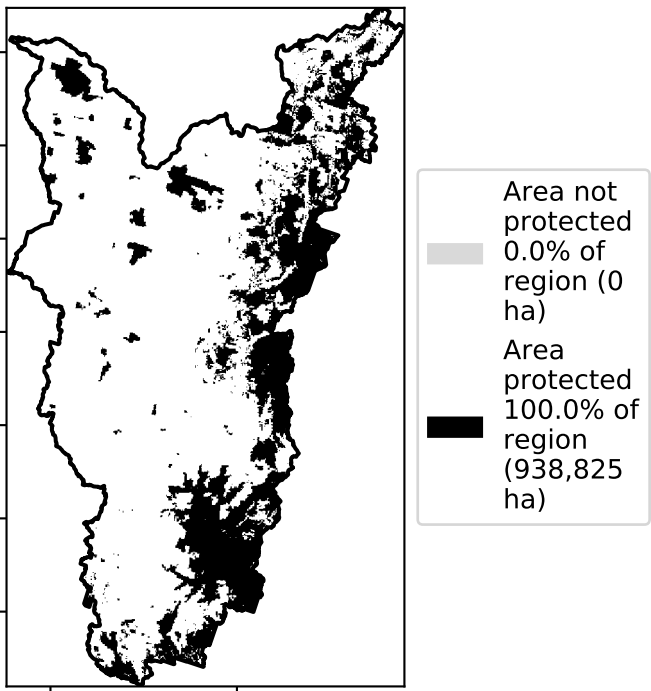 Area not
protected
0.0% of
region (0
ha)
Area
protected
100.0% of
region
(938,825
ha)